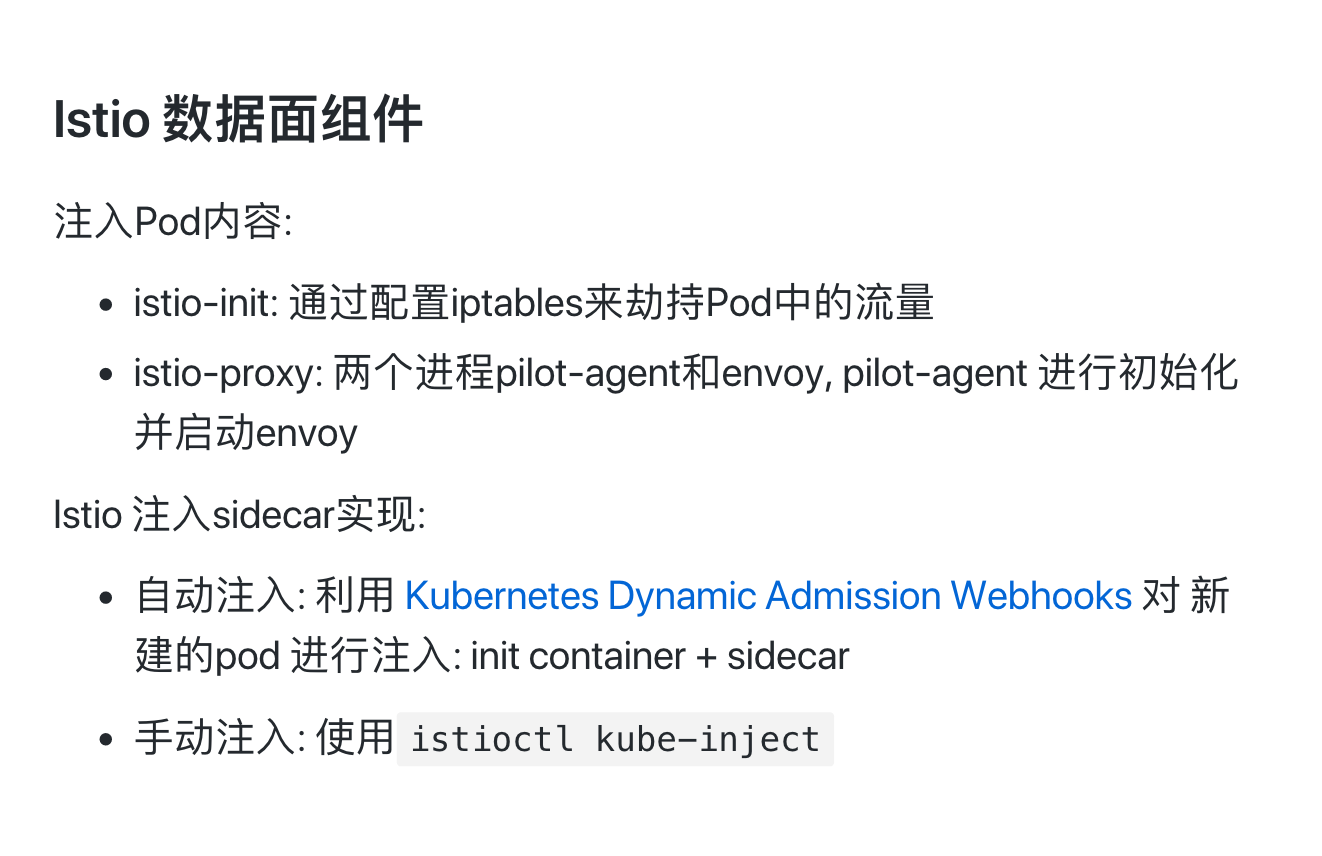 Istio 数据面组件
注入Pod内容:
• istio-init: 通过配置iptables来劫持Pod中的流量
• istio-proxy: 两个进程pilot-agent和envoy, pilot-agent 进行初始化
并启动envoy
Istio 注入sidecar实现:
• 自动注入: 利用 Kubernetes Dynamic Admission Webhooks 对 新
建的pod 进行注入: init container + sidecar
• 手动注入: 使用 istioctl kube-inject